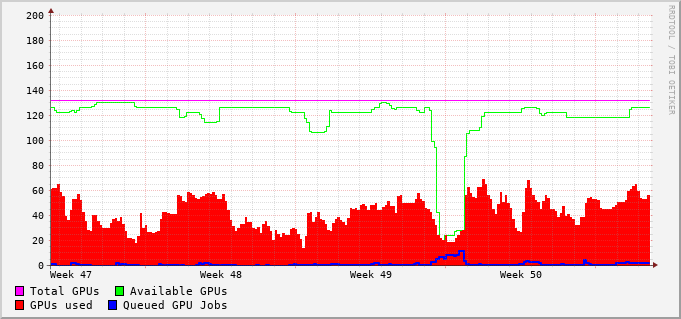 RRDTOOL / TOBI OETIKER
200
180
160
140
120
100
80
60
40
20
0
Week 47 Week 48 Week 49 Week 50
Total GPUs Available GPUs
GPUs used Queued GPU Jobs